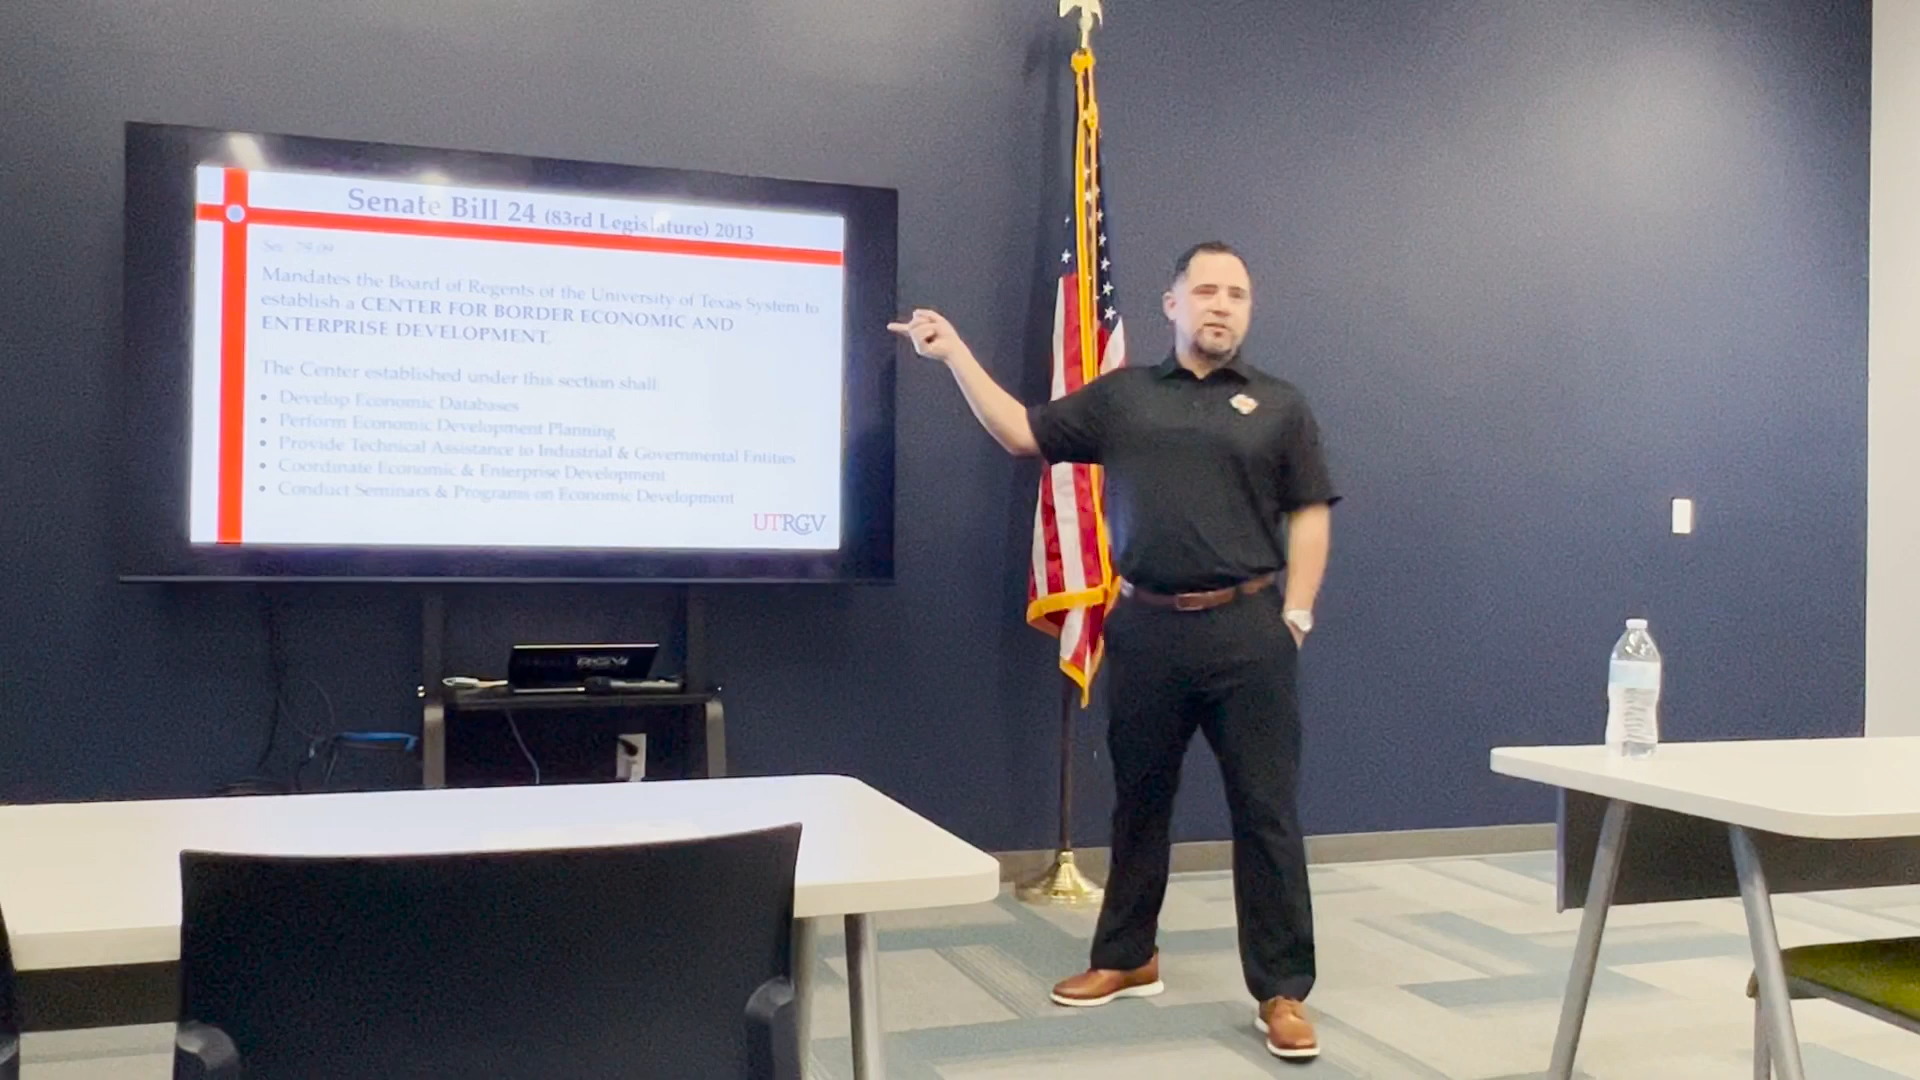 Senate Bill 24 (83rd Legislature) 2013
Mandates the Board of Regents of the University of Texas System to
establish a CENTER FOR BORDER ECONOMIC AND
ENTERPRISE DEVELOPMENT.
The Center established under this section shall:
• Develop Economic Databases
• Perform Economic Development Planning
• Provide Technical Assistance to Industrial & Governmental Entities
• Coordinate Economic & Enterprise Development
• Conduct Seminars & Programs on Economic Development
UTRGV
RGV